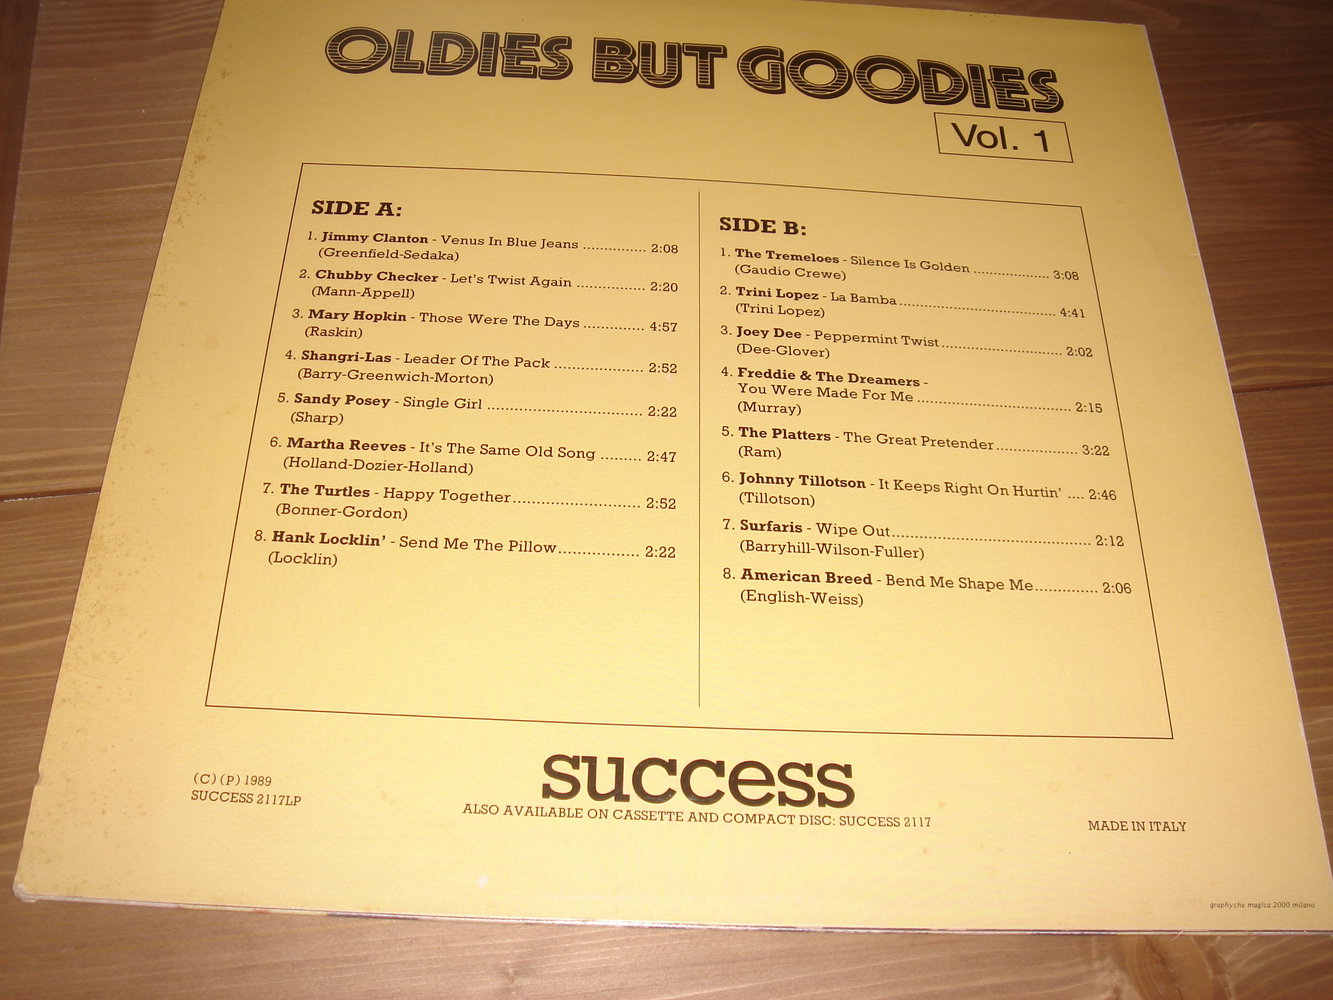 OLDIES BUT GOODIES
Vol. 1
SIDE A:
1. Jimmy Clanton - Venus In Blue Jeans ............... 2:08
(Greenfield-Sedaka)
2. Chubby Checker - Let's Twist Again ................ 2:20
(Mann-Appell)
3. Mary Hopkin - Those Were The Days .............. 4:57
(Raskin)
4. Shangri-Las - Leader Of The Pack .................... 2:52
(Barry-Greenwich-Morton)
5. Sandy Posey - Single Girl .................................. 2:22
(Sharp)
6. Martha Reeves - It's The Same Old Song ......... 2:47
(Holland-Dozier-Holland)
7. The Turtles - Happy Together ............................ 2:52
(Bonner-Gordon)
8. Hank Locklin' - Send Me The Pillow ................. 2:22
(Locklin)
SIDE B:
1. The Tremeloes - Silence Is Golden .................. 3:08
(Gaudio Crewe)
2. Trini Lopez - La Bamba ..................................... 4:41
(Trini Lopez)
3. Joey Dee - Peppermint Twist ............................. 2:02
(Dee-Glover)
4. Freddie & The Dreamers -
You Were Made For Me ..................................... 2:15
(Murray)
5. The Platters - The Great Pretender ................... 3:22
(Ram)
6. Johnny Tillotson - It Keeps Right On Hurtin' .... 2:46
(Tillotson)
7. Surfaris - Wipe Out ............................................. 2:12
(Barryhill-Wilson-Fuller)
8. American Breed - Bend Me Shape Me .............. 2:06
(English-Weiss)
success
(C) (P) 1989
SUCCESS 2117LP
ALSO AVAILABLE ON CASSETTE AND COMPACT DISC: SUCCESS 2117
MADE IN ITALY
graphyche magica 2000 milano